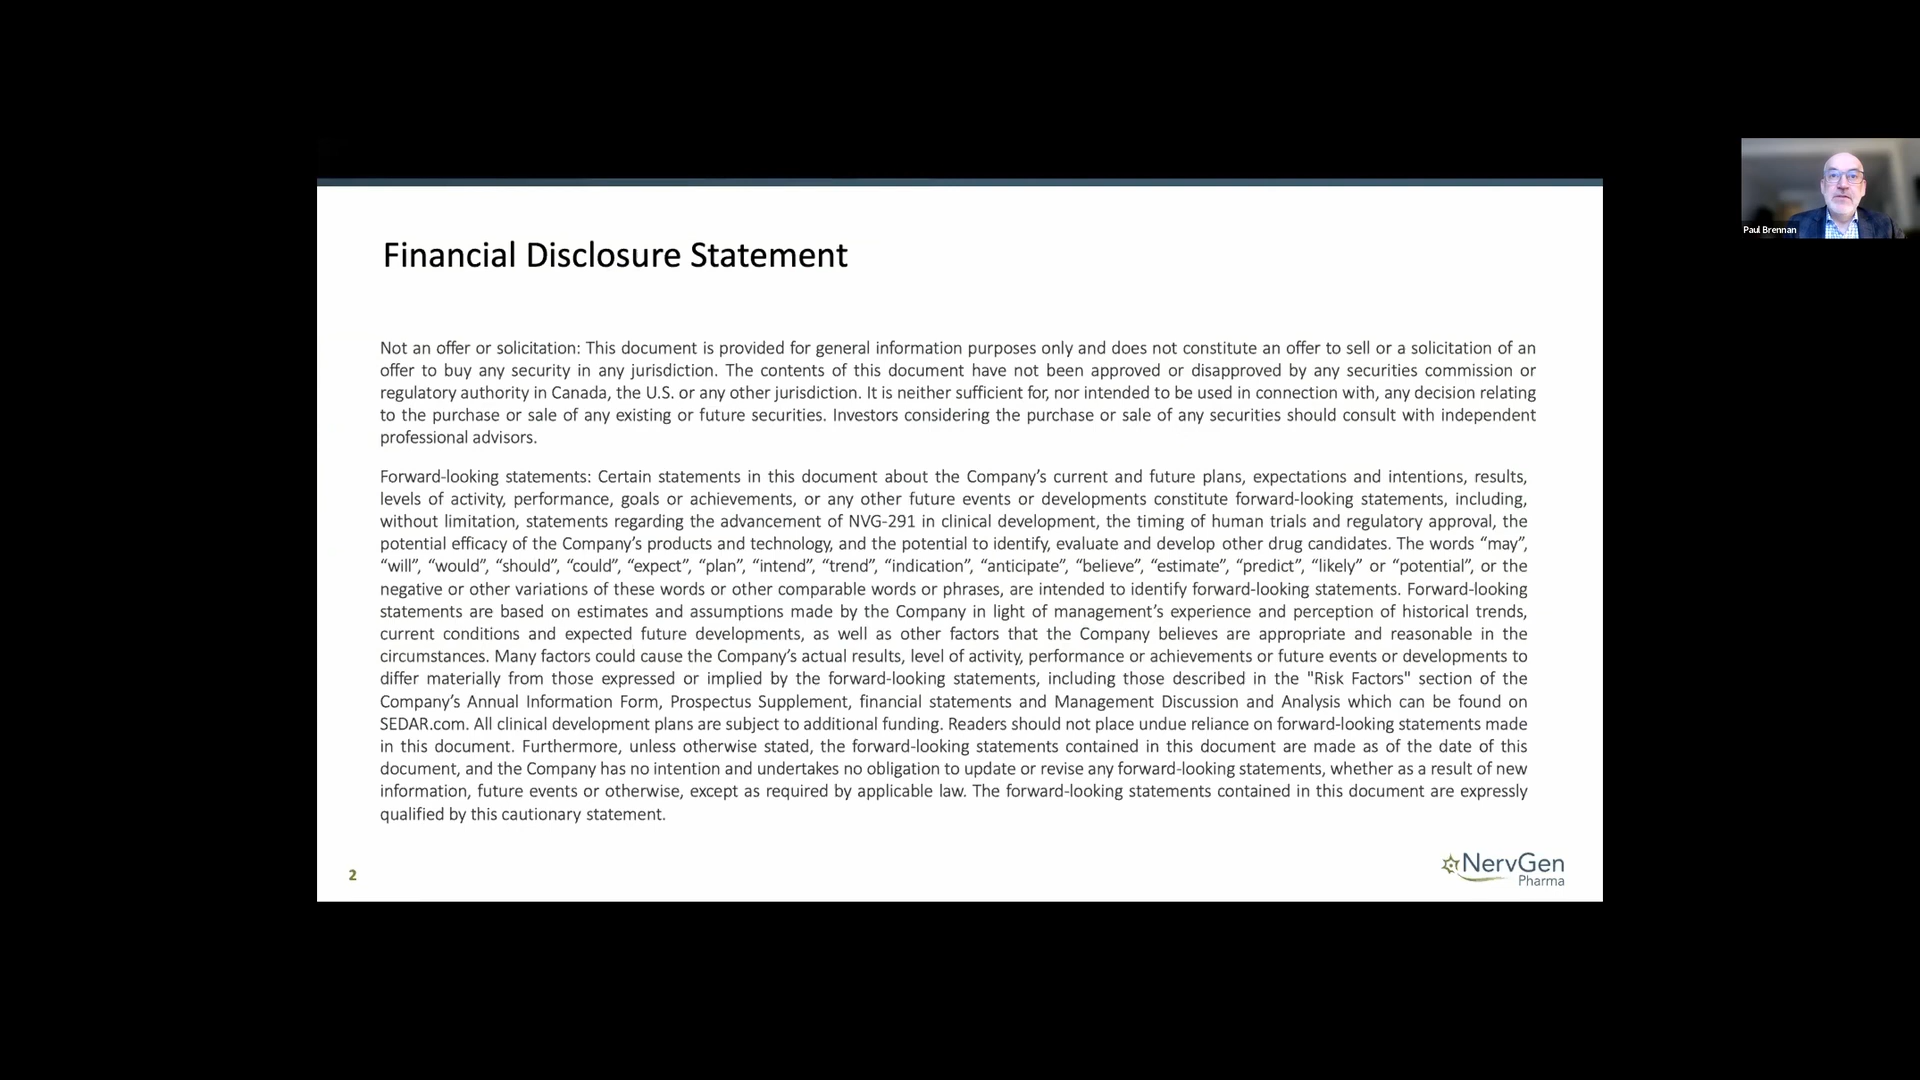 Financial Disclosure Statement
Not an offer or solicitation: This document is provided for general information purposes only and does not constitute an offer to sell or a solicitation of an
offer to buy any security in any jurisdiction. The contents of this document have not been approved or disapproved by any securities commission or
regulatory authority in Canada, the U.S. or any other jurisdiction. It is neither sufficient for, nor intended to be used in connection with, any decision relating
to the purchase or sale of any existing or future securities. Investors considering the purchase or sale of any securities should consult with independent
professional advisors.
Forward-looking statements: Certain statements in this document about the Company’s current and future plans, expectations and intentions, results,
levels of activity, performance, goals or achievements, or any other future events or developments constitute forward-looking statements, including,
without limitation, statements regarding the advancement of NVG-291 in clinical development, the timing of human trials and regulatory approval, the
potential efficacy of the Company’s products and technology, and the potential to identify, evaluate and develop other drug candidates. The words “may”,
“will”, “would”, “should”, “could”, “expect”, “plan”, “intend”, “trend”, “indication”, “anticipate”, “believe”, “estimate”, “predict”, “likely” or “potential”, or the
negative or other variations of these words or other comparable words or phrases, are intended to identify forward-looking statements. Forward-looking
statements are based on estimates and assumptions made by the Company in light of management’s experience and perception of historical trends,
current conditions and expected future developments, as well as other factors that the Company believes are appropriate and reasonable in the
circumstances. Many factors could cause the Company’s actual results, level of activity, performance or achievements or future events or developments to
differ materially from those expressed or implied by the forward-looking statements, including those described in the "Risk Factors" section of the
Company’s Annual Information Form, Prospectus Supplement, financial statements and Management Discussion and Analysis which can be found on
SEDAR.com. All clinical development plans are subject to additional funding. Readers should not place undue reliance on forward-looking statements made
in this document. Furthermore, unless otherwise stated, the forward-looking statements contained in this document are made as of the date of this
document, and the Company has no intention and undertakes no obligation to update or revise any forward-looking statements, whether as a result of new
information, future events or otherwise, except as required by applicable law. The forward-looking statements contained in this document are expressly
qualified by this cautionary statement.
2
NervGen
Pharma
Paul Brennan